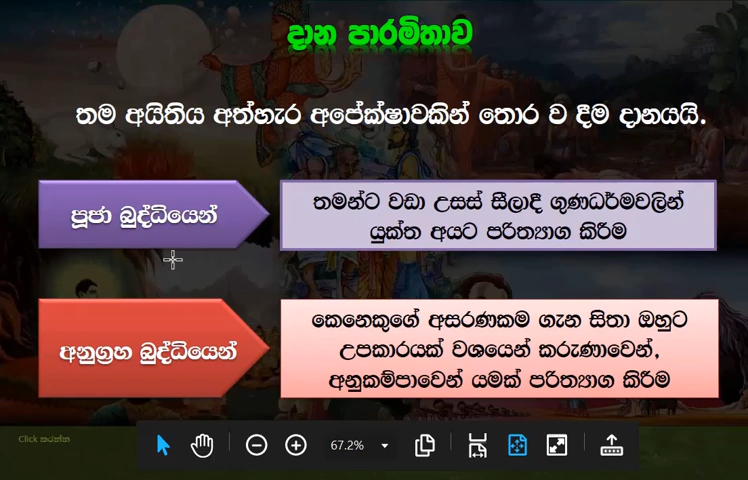 දාන පාරමිතාව
තම අයිතිය අත්හැර අපේක්ෂාවකින් තොර ව දීම දානයයි.
පූජා බුද්ධියෙන්
තමන්ට වඩා උසස් සීලාදී ගුණධර්මවලින්
යුක්ත අයට පරිත්‍යාග කිරීම
අනුග්‍රහ බුද්ධියෙන්
කෙනෙකුගේ අසරණකම ගැන සිතා ඔහුට
උපකාරයක් වශයෙන් කරුණාවෙන්,
අනුකම්පාවෙන් යමක් පරිත්‍යාග කිරීම
Click කරන්න
67.2%